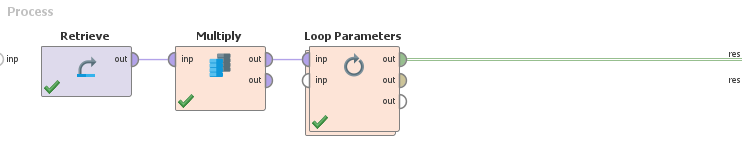 Process
Retrieve Multiply Loop Parameters
inp out inp out inp out res
out inp out res
out